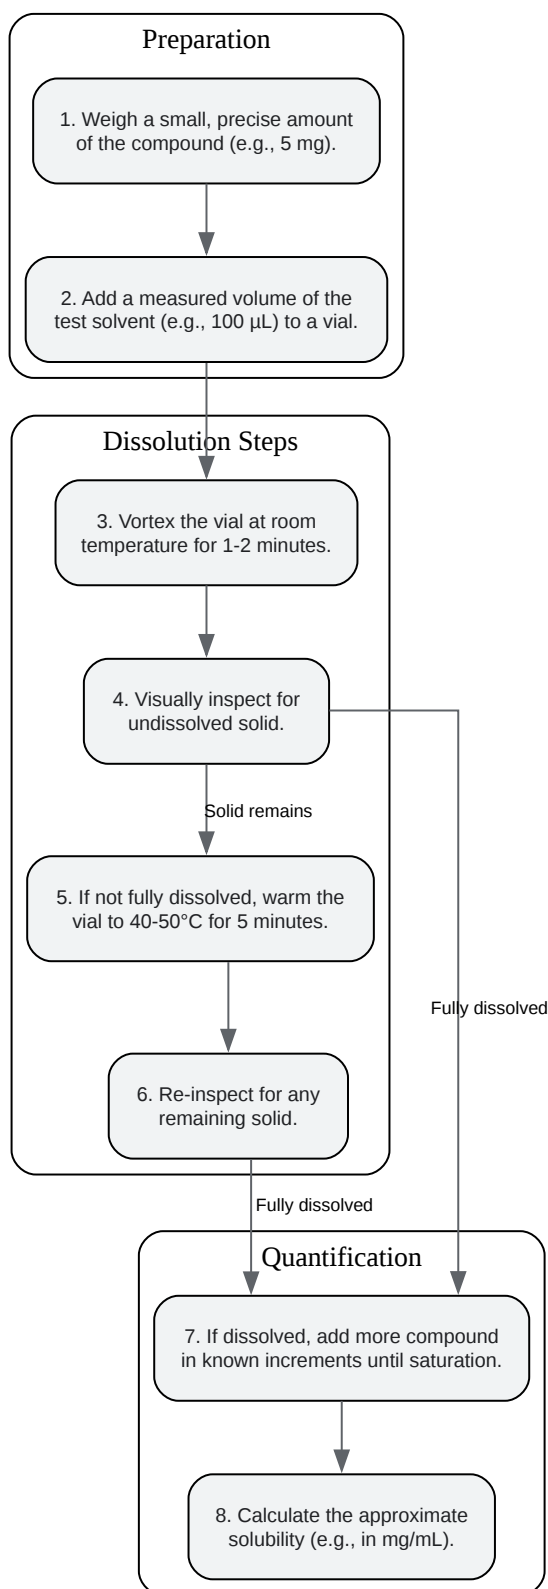 Preparation
1. Weigh a small, precise amount
of the compound (e.g., 5 mg).
2. Add a measured volume of the
test solvent (e.g., 100 µL) to a vial.
Dissolution Steps
3. Vortex the vial at room
temperature for 1-2 minutes.
4. Visually inspect for
undissolved solid.
Solid remains
5. If not fully dissolved, warm the
vial to 40-50°C for 5 minutes.
Fully dissolved
6. Re-inspect for any
remaining solid.
Fully dissolved
Quantification
7. If dissolved, add more compound
in known increments until saturation.
8. Calculate the approximate
solubility (e.g., in mg/mL).